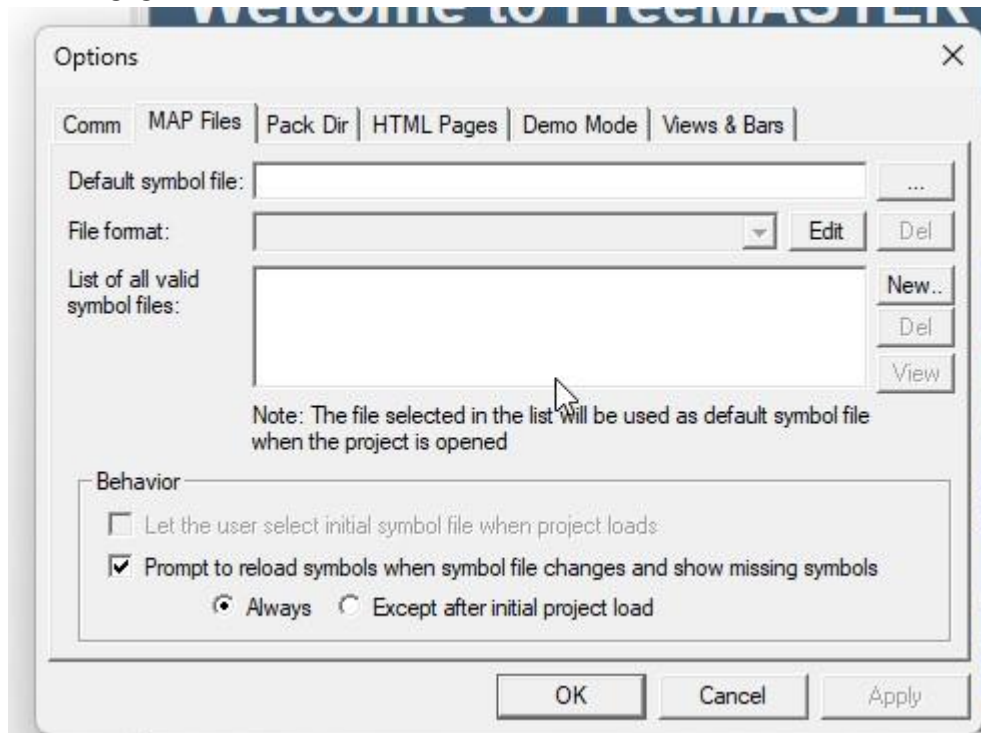 Welcome to FreeMASTER
Options
Comm MAP Files Pack Dir HTML Pages Demo Mode Views & Bars
Default symbol file: ...
File format: Edit Del
List of all valid
symbol files:
New..
Del
View
Note: The file selected in the list will be used as default symbol file
when the project is opened
Behavior
Let the user select initial symbol file when project loads
Prompt to reload symbols when symbol file changes and show missing symbols
Always Except after initial project load
OK Cancel Apply